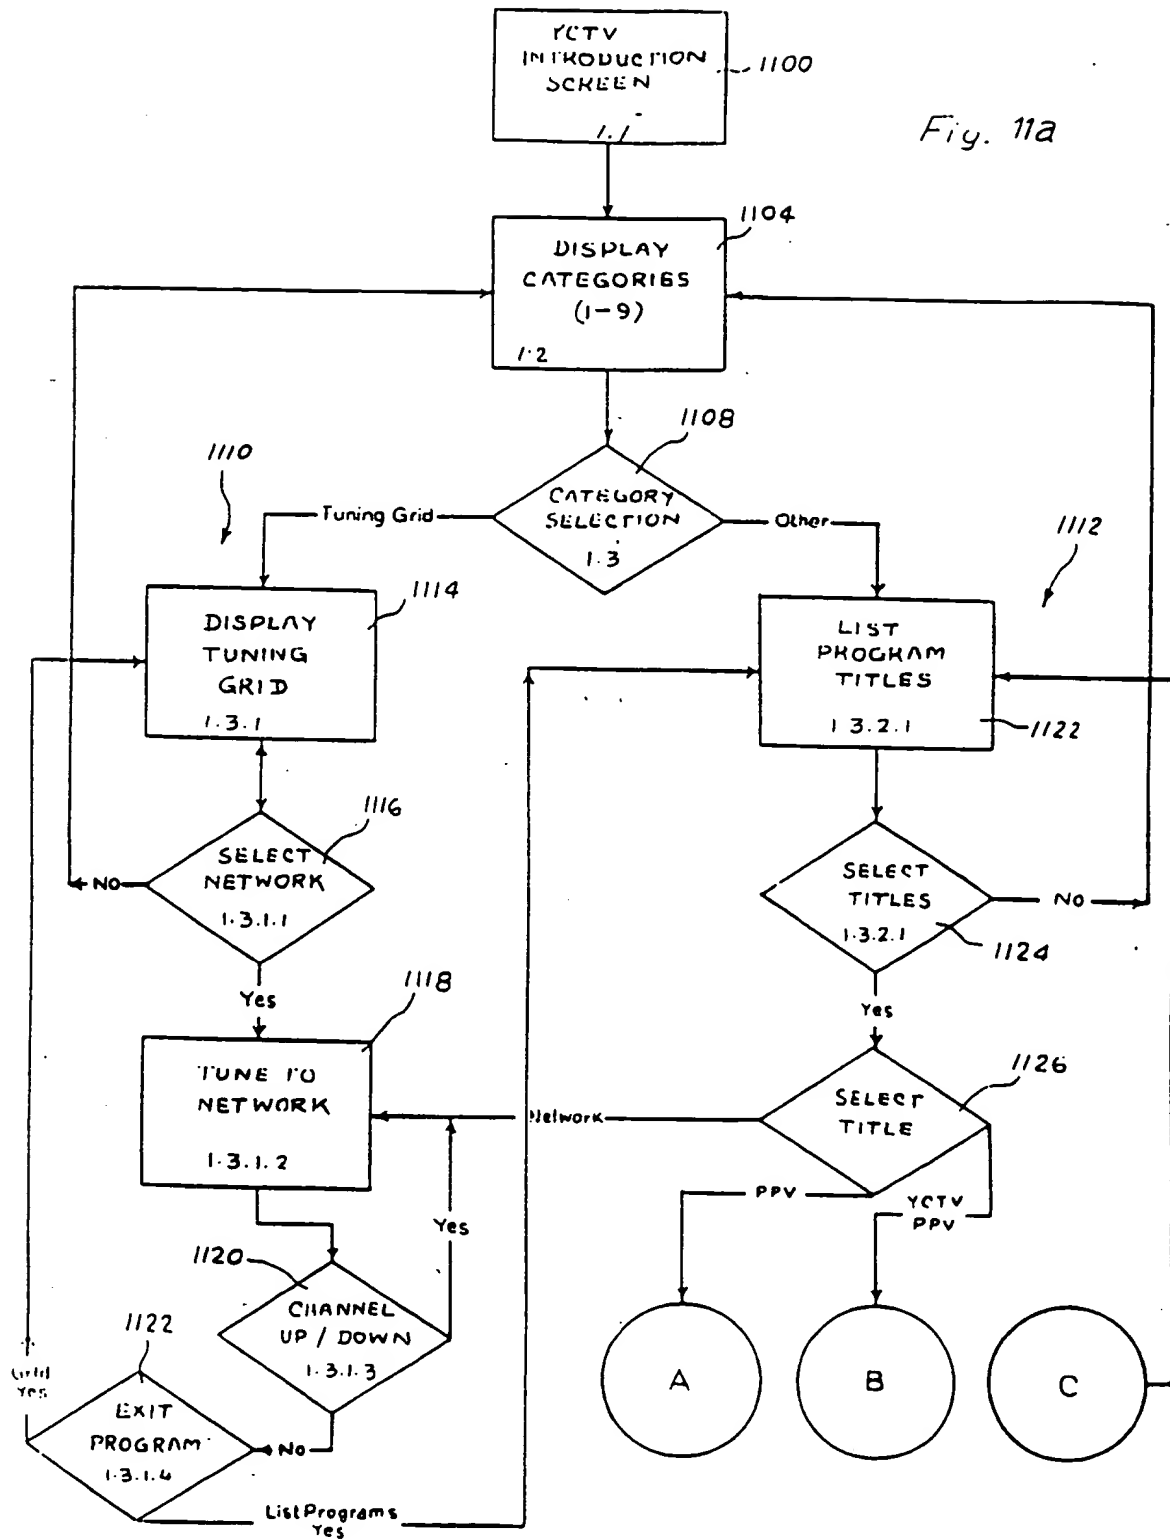 YCTV
INTRODUCTION
SCREEN
1.1
1100
Fig. 11a
1104
DISPLAY
CATEGORIES
(1-9)
1.2
1108
1110
CATEGORY
SELECTION
1.3
Tuning Grid
Other
1112
1114
DISPLAY
TUNING
GRID
1.3.1
LIST
PROGRAM
TITLES
1.3.2.1
1122
1116
SELECT
NETWORK
1.3.1.1
No
SELECT
TITLES
1.3.2.1
No
1124
Yes
Yes
1118
TUNE TO
NETWORK
1.3.1.2
1126
SELECT
TITLE
Network
PPV
YCTV
PPV
Yes
1120
CHANNEL
UP / DOWN
1.3.1.3
1122
Grid
Yes
EXIT
PROGRAM
1.3.1.4
No
List Programs
Yes
A
B
C